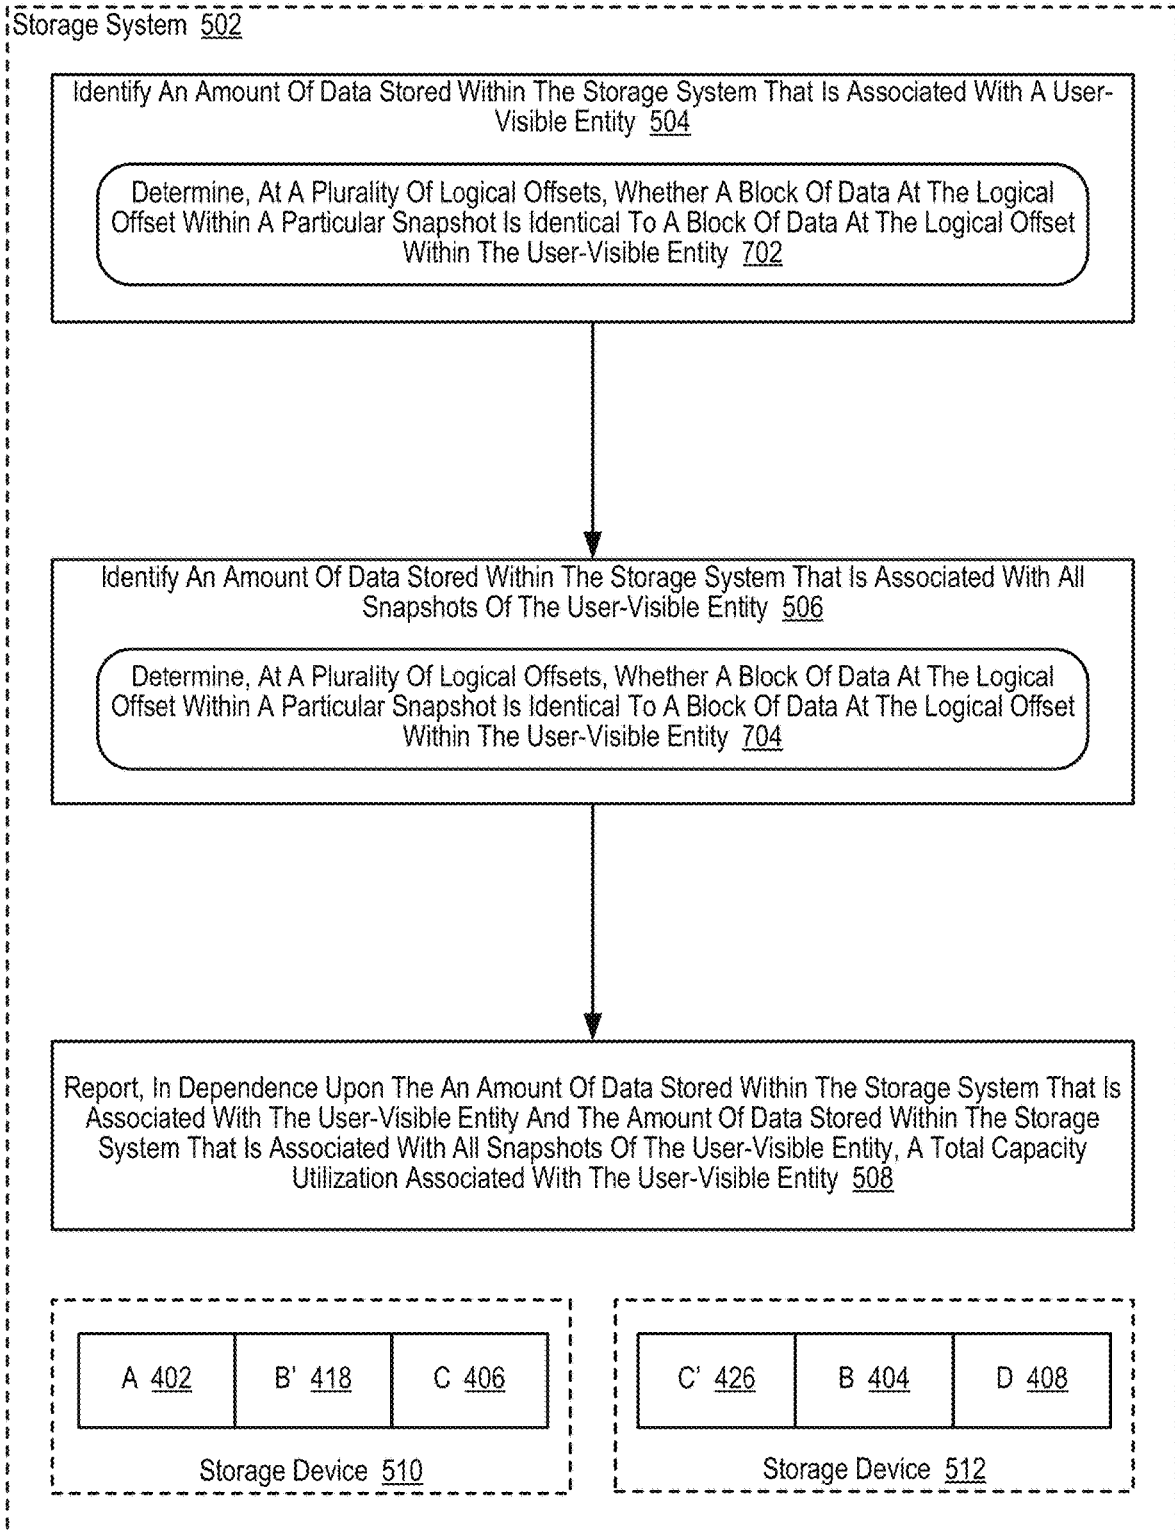 Storage System 502
Identify An Amount Of Data Stored Within The Storage System That Is Associated With A User-
Visible Entity 504
Determine, At A Plurality Of Logical Offsets, Whether A Block Of Data At The Logical
Offset Within A Particular Snapshot Is Identical To A Block Of Data At The Logical Offset
Within The User-Visible Entity 702
Identify An Amount Of Data Stored Within The Storage System That Is Associated With All
Snapshots Of The User-Visible Entity 506
Determine, At A Plurality Of Logical Offsets, Whether A Block Of Data At The Logical
Offset Within A Particular Snapshot Is Identical To A Block Of Data At The Logical Offset
Within The User-Visible Entity 704
Report, In Dependence Upon The An Amount Of Data Stored Within The Storage System That Is
Associated With The User-Visible Entity And The Amount Of Data Stored Within The Storage
System That Is Associated With All Snapshots Of The User-Visible Entity, A Total Capacity
Utilization Associated With The User-Visible Entity 508
A 402
B' 418
C 406
Storage Device 510
C' 426
B 404
D 408
Storage Device 512